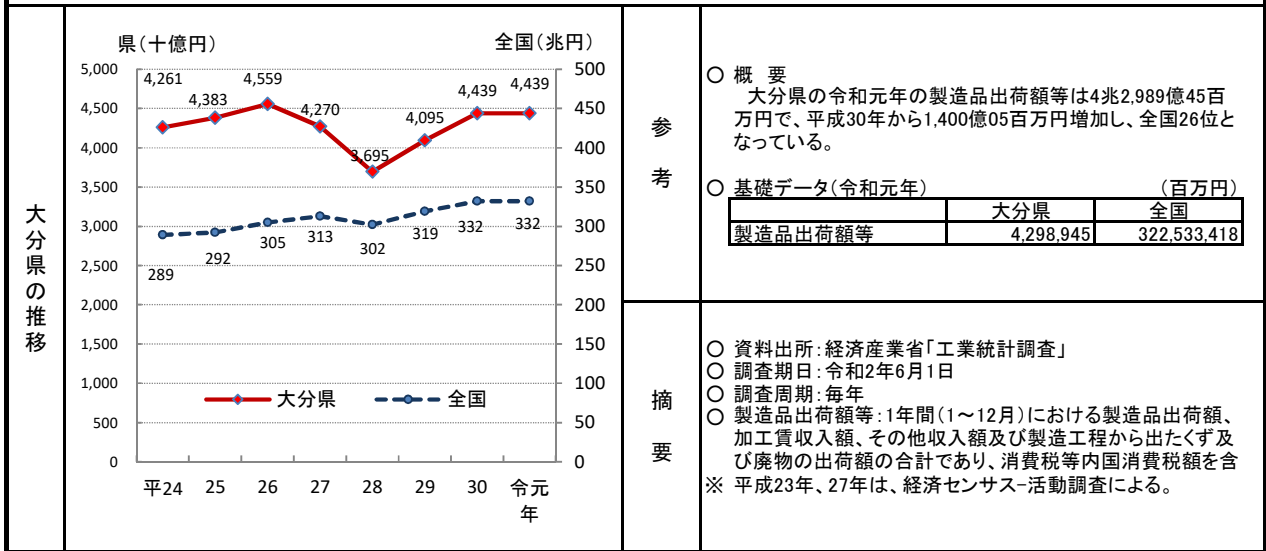 大分県の推移
県(十億円)
全国(兆円)
5,000
4,500
4,000
3,500
3,000
2,500
2,000
1,500
1,000
500
0
500
450
400
350
300
250
200
150
100
50
0
4,261
4,383
4,559
4,270
3,695
4,095
4,439
4,439
289
292
305
313
302
319
332
332
大分県
全国
平24 25 26 27 28 29 30 令元
年
参考
○ 概 要
大分県の令和元年の製造品出荷額等は4兆2,989億45百
万円で、平成30年から1,400億05百万円増加し、全国26位と
なっている。
○ 基礎データ(令和元年) (百万円)
大分県 全国
製造品出荷額等 4,298,945 322,533,418
摘要
○ 資料出所:経済産業省「工業統計調査」
○ 調査期日:令和2年6月1日
○ 調査周期:毎年
○ 製造品出荷額等:1年間(1~12月)における製造品出荷額、
加工賃収入額、その他収入額及び製造工程から出たくず及
び廃物の出荷額の合計であり、消費税等内国消費税額を含
※ 平成23年、27年は、経済センサス-活動調査による。